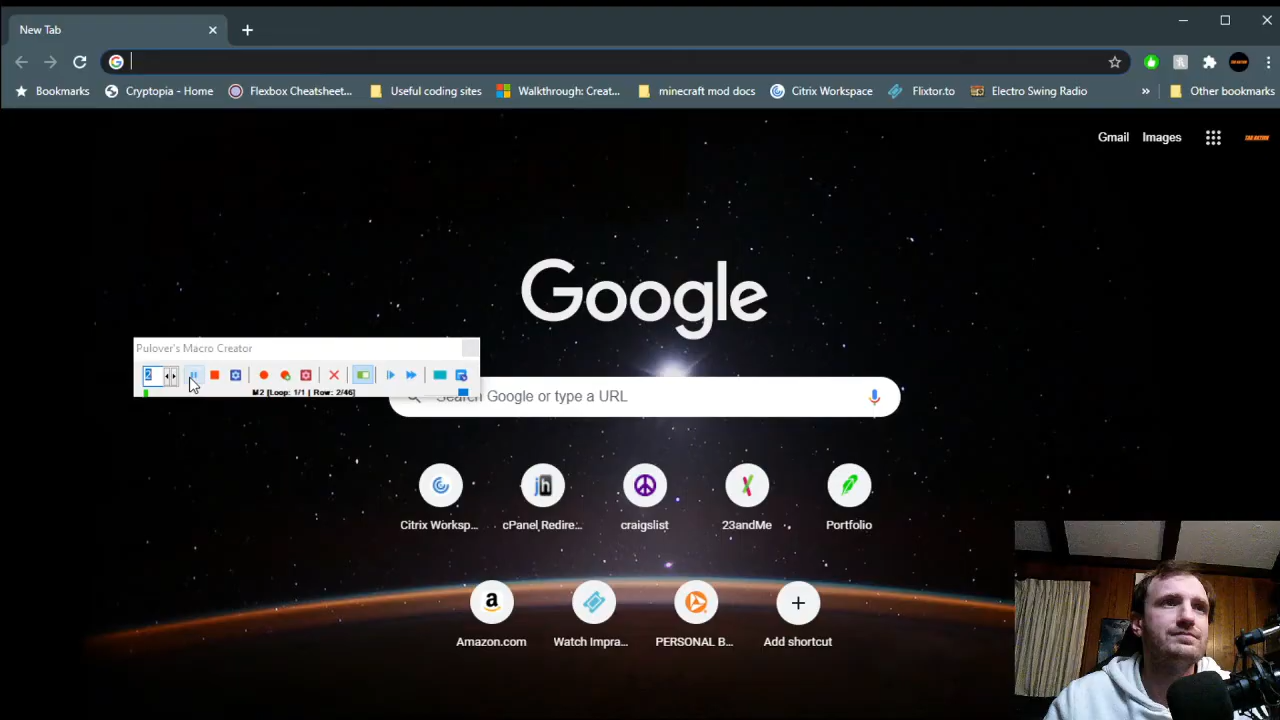 New Tab
Bookmarks
Cryptopia - Home
Flexbox Cheatsheet...
Useful coding sites
Walkthrough: Creat...
minecraft mod docs
Citrix Workspace
Flixtor.to
Electro Swing Radio
»
Other bookmarks
Gmail
Images
Google
Pulover's Macro Creator
2
M2 [Loop: 1/1 | Row: 2/46]
Search Google or type a URL
jh
Citrix Worksp...
cPanel Redire...
craigslist
23andMe
Portfolio
a
Amazon.com
Watch Impra...
PERSONAL B...
Add shortcut